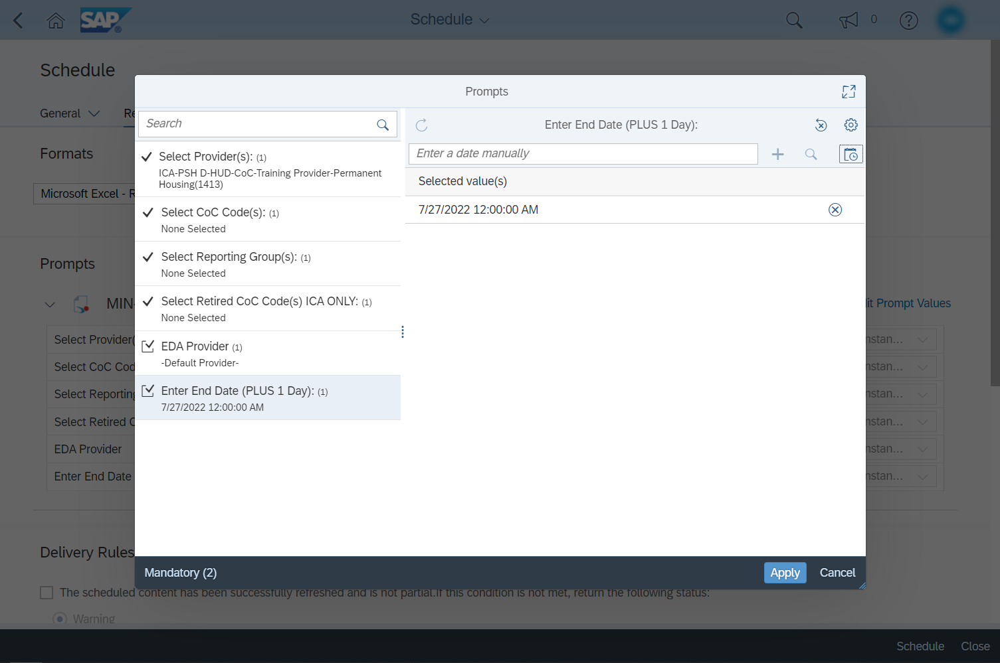 SAP®
Schedule
0
Schedule
General
Re
Formats
Microsoft Excel - R
Prompts
MIN-
it Prompt Values
Select Provider(
nstan...
Select CoC Cod
nstan...
Select Reporting
nstan...
Select Retired C
nstan...
EDA Provider
nstan...
Enter End Date
nstan...
Delivery Rules
The scheduled content has been successfully refreshed and is not partial.If this condition is not met, return the following status:
Warning
Prompts
Search
Select Provider(s): (1)
ICA-PSH D-HUD-CoC-Training Provider-Permanent
Housing(1413)
Select CoC Code(s): (1)
None Selected
Select Reporting Group(s): (1)
None Selected
Select Retired CoC Code(s) ICA ONLY: (1)
None Selected
EDA Provider (1)
-Default Provider-
Enter End Date (PLUS 1 Day): (1)
7/27/2022 12:00:00 AM
Enter End Date (PLUS 1 Day):
Enter a date manually
Selected value(s)
7/27/2022 12:00:00 AM
Mandatory (2)
Apply
Cancel
Schedule
Close